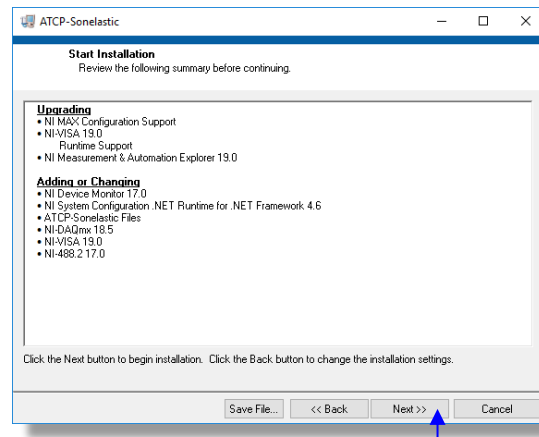 ATCP-Sonelastic
Start Installation
Review the following summary before continuing.
Upgrading
• NI MAX Configuration Support
• NI-VISA 19.0
Runtime Support
• NI Measurement & Automation Explorer 19.0
Adding or Changing
• NI Device Monitor 17.0
• NI System Configuration .NET Runtime for .NET Framework 4.6
• ATCP-Sonelastic Files
• NI-DAQmx 18.5
• NI-VISA 19.0
• NI-488.2 17.0
Click the Next button to begin installation. Click the Back button to change the installation settings.
Save File... << Back Next >> Cancel